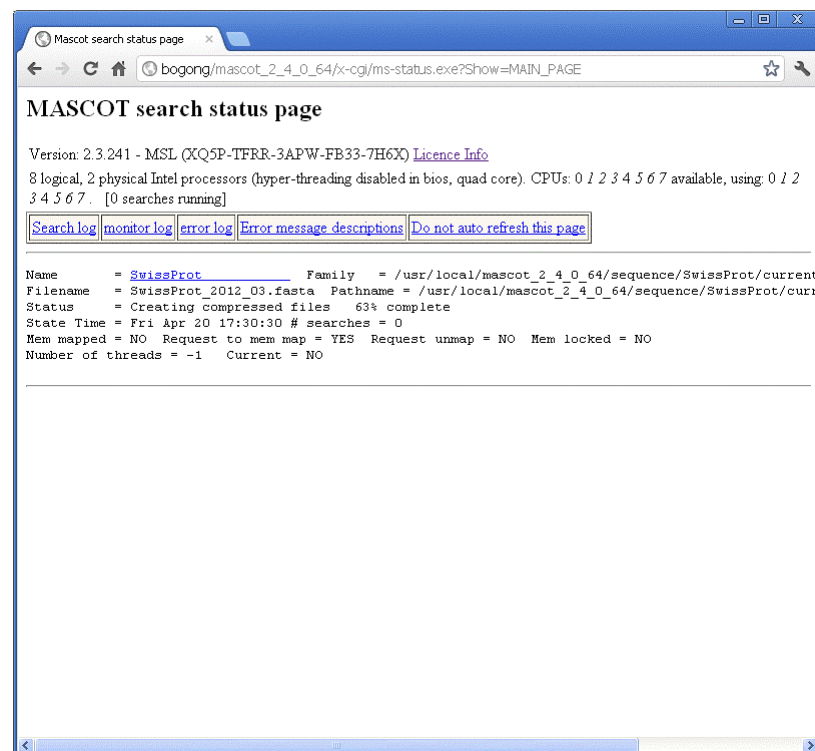 Mascot search status page
bogong/mascot_2_4_0_64/x-cgi/ms-status.exe?Show=MAIN_PAGE
MASCOT search status page
Version: 2.3.241 - MSL (XQ5P-TFRR-3APW-FB33-7H6X) Licence Info
8 logical, 2 physical Intel processors (hyper-threading disabled in bios, quad core). CPUs: 0 1 2 3 4 5 6 7 available, using: 0 1 2
3 4 5 6 7 . [0 searches running]
Search log monitor log error log Error message descriptions Do not auto refresh this page
Name = SwissProt Family = /usr/local/mascot_2_4_0_64/sequence/SwissProt/current
Filename = SwissProt_2012_03.fasta Pathname = /usr/local/mascot_2_4_0_64/sequence/SwissProt/curr
Status = Creating compressed files 63% complete
State Time = Fri Apr 20 17:30:30 # searches = 0
Mem mapped = NO Request to mem map = YES Request unmap = NO Mem locked = NO
Number of threads = -1 Current = NO